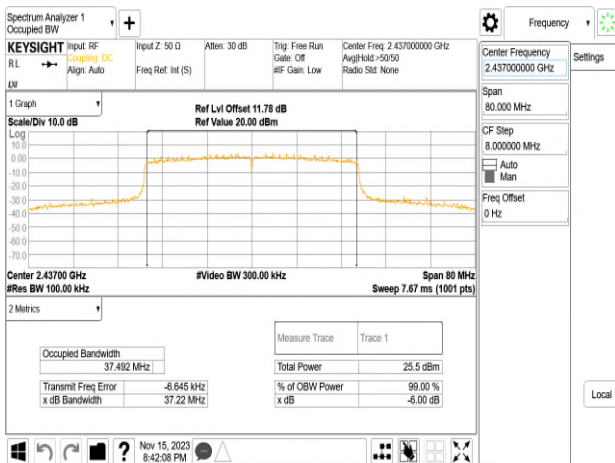 Spectrum Analyzer 1
Occupied BW
Frequency
KEYSIGHT
RL
Input: RF
Coupling: DC
Align: Auto
Input Z: 50 Ω
Freq Ref: Int (S)
Atten: 30 dB
Trig: Free Run
Gate: Off
#IF Gain: Low
Center Freq: 2.437000000 GHz
Avg|Hold:>50/50
Radio Std: None
Center Frequency
2.437000000 GHz
Settings
Span
80.000 MHz
CF Step
8.000000 MHz
Auto
Man
Freq Offset
0 Hz
Local
1 Graph
Scale/Div 10.0 dB
Ref Lvl Offset 11.78 dB
Ref Value 20.00 dBm
Log
10.0
0.00
-10.0
-20.0
-30.0
-40.0
-50.0
-60.0
-70.0
Center 2.43700 GHz
#Res BW 100.00 kHz
#Video BW 300.00 kHz
Span 80 MHz
Sweep 7.67 ms (1001 pts)
2 Metrics
Measure Trace
Trace 1
Occupied Bandwidth
37.492 MHz
Total Power
25.5 dBm
Transmit Freq Error
-6.645 kHz
% of OBW Power
99.00 %
x dB Bandwidth
37.22 MHz
x dB
-6.00 dB
?
Nov 15, 2023
8:42:08 PM